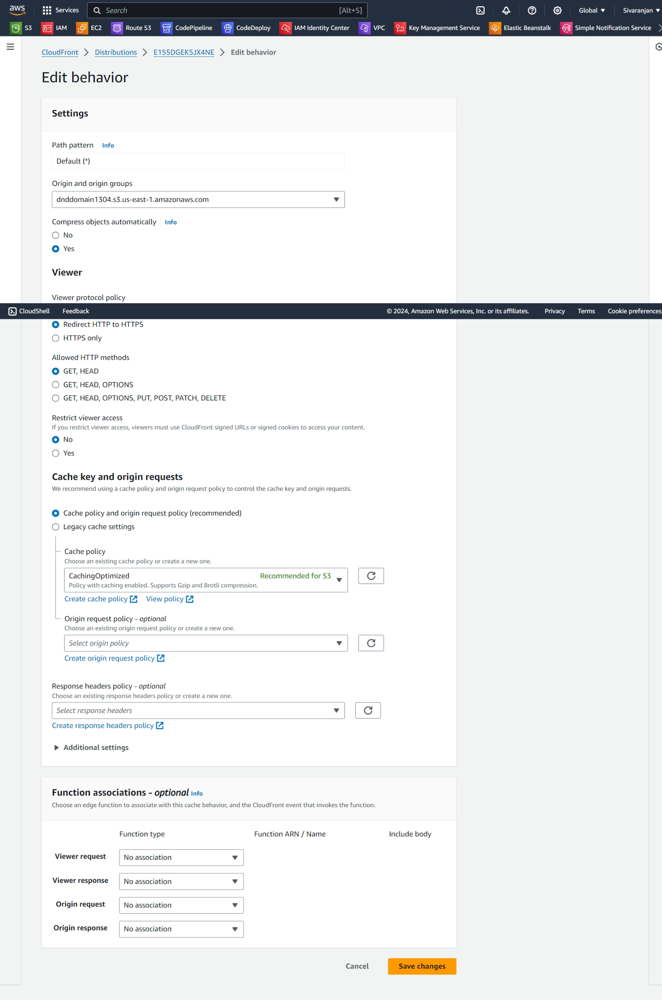 aws Services Search [Alt+S] Global Sivaranjan
S3 IAM EC2 Route 53 CodePipeline CodeDeploy IAM Identity Center VPC Key Management Service Elastic Beanstalk Simple Notification Service
CloudFront Distributions E155DGEK5JX4NE Edit behavior
Edit behavior
Settings
Path pattern Info
Default (*)
Origin and origin groups
dnddomain1304.s3.us-east-1.amazonaws.com
Compress objects automatically Info
No
Yes
Viewer
Viewer protocol policy
CloudShell Feedback © 2024, Amazon Web Services, Inc. or its affiliates. Privacy Terms Cookie preferences
Redirect HTTP to HTTPS
HTTPS only
Allowed HTTP methods
GET, HEAD
GET, HEAD, OPTIONS
GET, HEAD, OPTIONS, PUT, POST, PATCH, DELETE
Restrict viewer access
If you restrict viewer access, viewers must use CloudFront signed URLs or signed cookies to access your content.
No
Yes
Cache key and origin requests
We recommend using a cache policy and origin request policy to control the cache key and origin requests.
Cache policy and origin request policy (recommended)
Legacy cache settings
Cache policy
Choose an existing cache policy or create a new one.
CachingOptimized Recommended for S3
Policy with caching enabled. Supports Gzip and Brotli compression.
Create cache policy View policy
Origin request policy - optional
Choose an existing origin request policy or create a new one.
Select origin policy
Create origin request policy
Response headers policy - optional
Choose an existing response headers policy or create a new one.
Select response headers
Create response headers policy
Additional settings
Function associations - optional Info
Choose an edge function to associate with this cache behavior, and the CloudFront event that invokes the function.
Function type Function ARN / Name Include body
Viewer request No association
Viewer response No association
Origin request No association
Origin response No association
Cancel Save changes